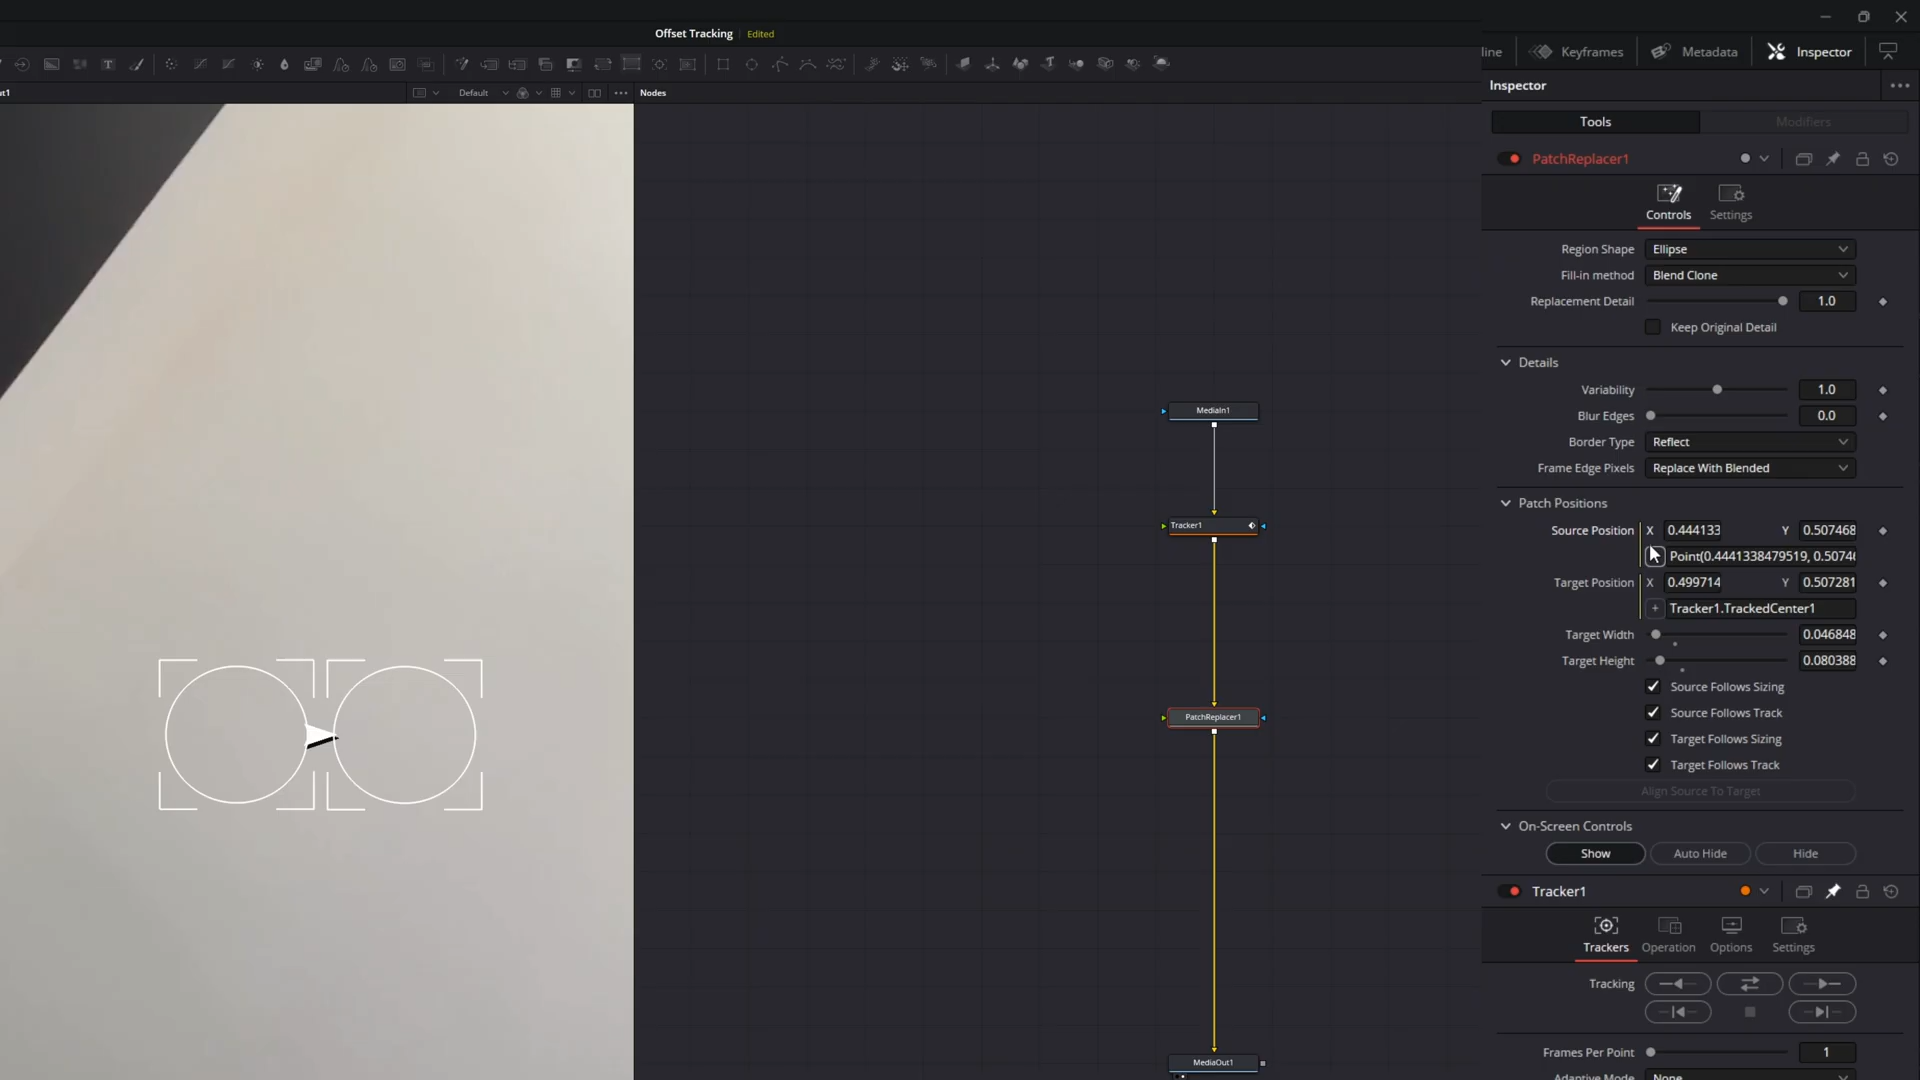 Offset Tracking Edited
line Keyframes Metadata Inspector
ut1 Default Nodes
Inspector
Tools Modifiers
PatchReplacer1
Controls Settings
Region Shape Ellipse
Fill-in method Blend Clone
Replacement Detail 1.0
Keep Original Detail
Details
Variability 1.0
Blur Edges 0.0
Border Type Reflect
Frame Edge Pixels Replace With Blended
Patch Positions
Source Position X 0.444133 Y 0.507468
Point(0.4441338479519, 0.5074
Target Position X 0.499714 Y 0.507281
+ Tracker1.TrackedCenter1
Target Width 0.046848
Target Height 0.080388
Source Follows Sizing
Source Follows Track
Target Follows Sizing
Target Follows Track
Align Source To Target
On-Screen Controls
Show Auto Hide Hide
Tracker1
Trackers Operation Options Settings
Tracking
Frames Per Point 1
Adaptive Mode None
MediaIn1
Tracker1
PatchReplacer1
MediaOut1